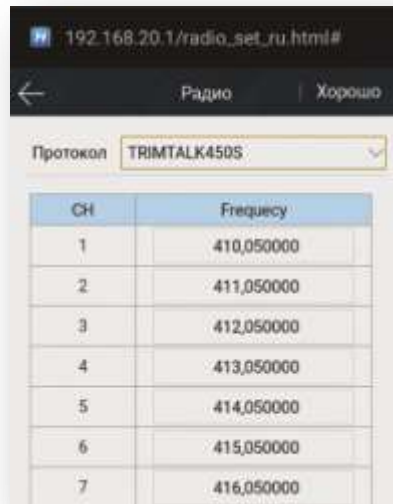 192.168.20.1/radio_set_ru.html#
Радио | Хорошо
Протокол TRIMTALK450S
CH Frequecy
1 410,050000
2 411,050000
3 412,050000
4 413,050000
5 414,050000
6 415,050000
7 416,050000